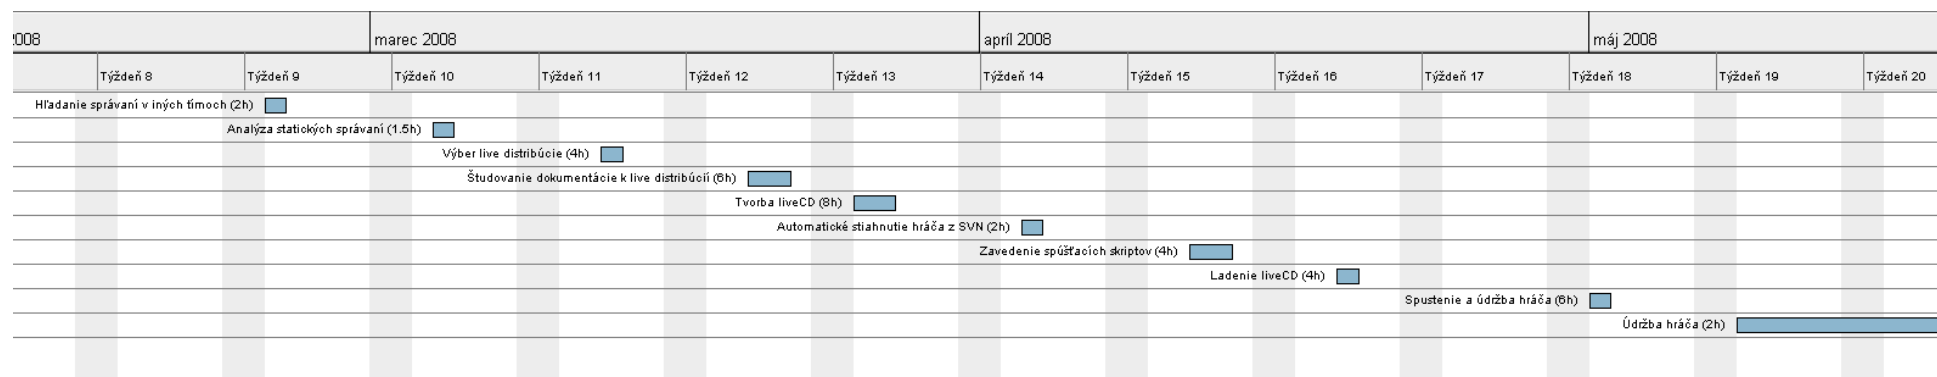 2008 marec 2008 apríl 2008 máj 2008
Týždeň 8 Týždeň 9 Týždeň 10 Týždeň 11 Týždeň 12 Týždeň 13 Týždeň 14 Týždeň 15 Týždeň 16 Týždeň 17 Týždeň 18 Týždeň 19 Týždeň 20
Hľadanie správaní v iných tímoch (2h)
Analýza statických správaní (1.5h)
Výber live distribúcie (4h)
Študovanie dokumentácie k live distribúcií (6h)
Tvorba liveCD (8h)
Automatické stiahnutie hráča z SVN (2h)
Zavedenie spúšťacích skriptov (4h)
Ladenie liveCD (4h)
Spustenie a údržba hráča (6h)
Údržba hráča (2h)